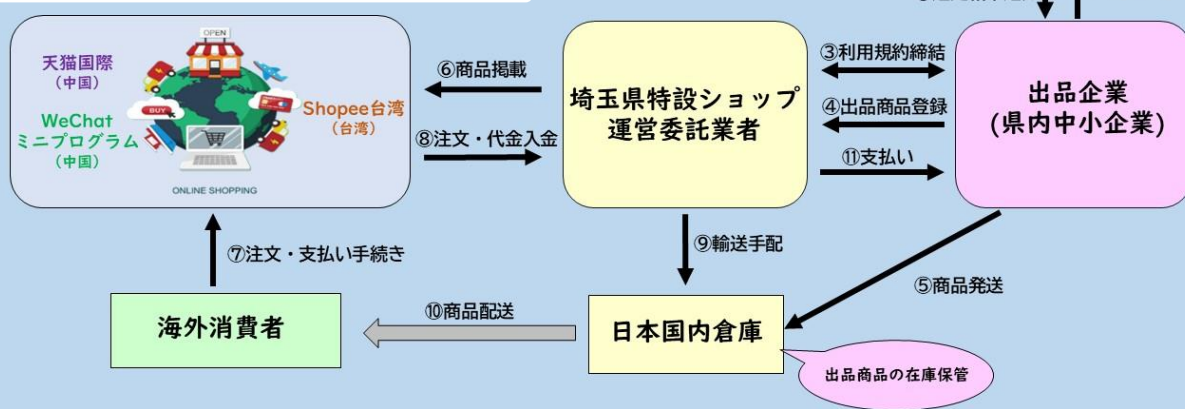 OPEN
天猫国際
(中国)
WeChat
ミニプログラム
(中国)
BUY
Shopee台湾
(台湾)
ONLINE SHOPPING
⑥商品掲載
⑧注文・代金入金
埼玉県特設ショップ
運営委託業者
③利用規約締結
④出品商品登録
⑪支払い
出品企業
(県内中小企業)
⑦注文・支払い手続き
⑨輸送手配
⑤商品発送
海外消費者
⑩商品配送
日本国内倉庫
出品商品の在庫保管